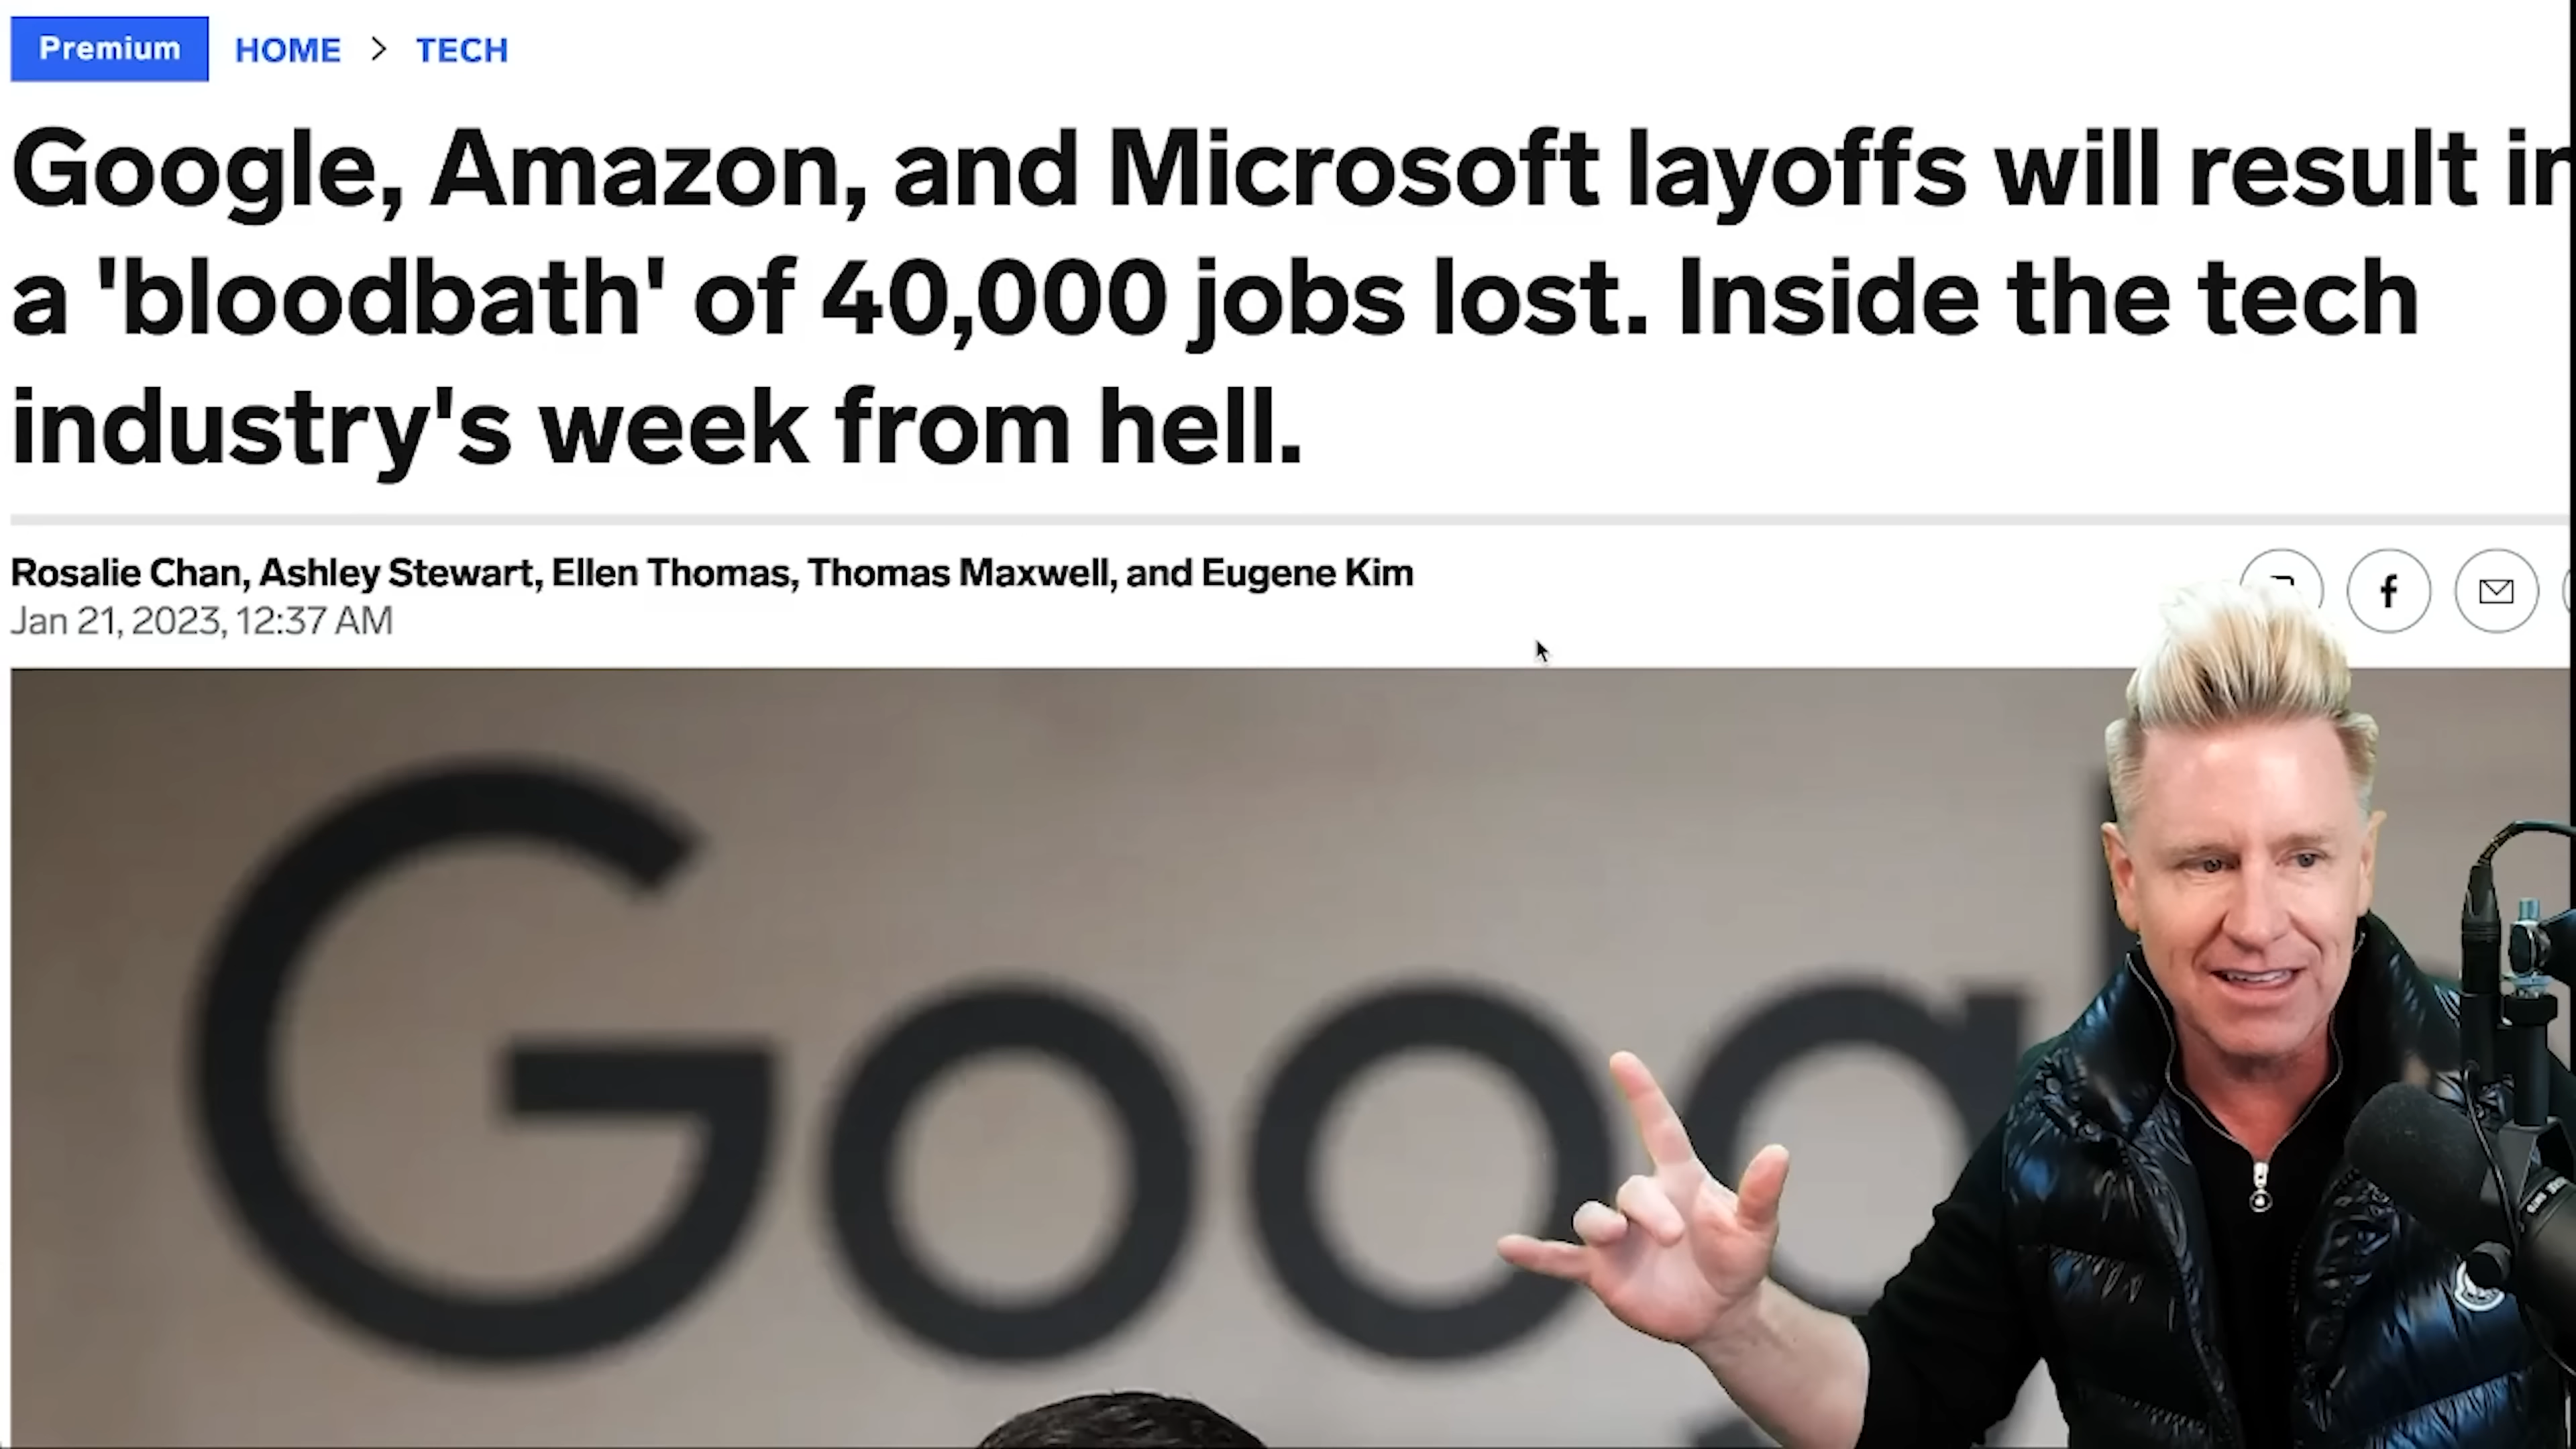 Premium HOME > TECH
Google, Amazon, and Microsoft layoffs will result in
a 'bloodbath' of 40,000 jobs lost. Inside the tech
industry's week from hell.
Rosalie Chan, Ashley Stewart, Ellen Thomas, Thomas Maxwell, and Eugene Kim
Jan 21, 2023, 12:37 AM
f
Goog